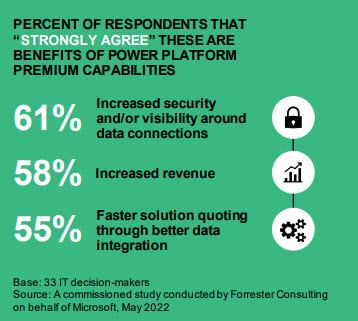 PERCENT OF RESPONDENTS THAT
“STRONGLY AGREE” THESE ARE
BENEFITS OF POWER PLATFORM
PREMIUM CAPABILITIES
61%
Increased security
and/or visibility around
data connections
58%
Increased revenue
55%
Faster solution quoting
through better data
integration
Base: 33 IT decision-makers
Source: A commissioned study conducted by Forrester Consulting
on behalf of Microsoft, May 2022